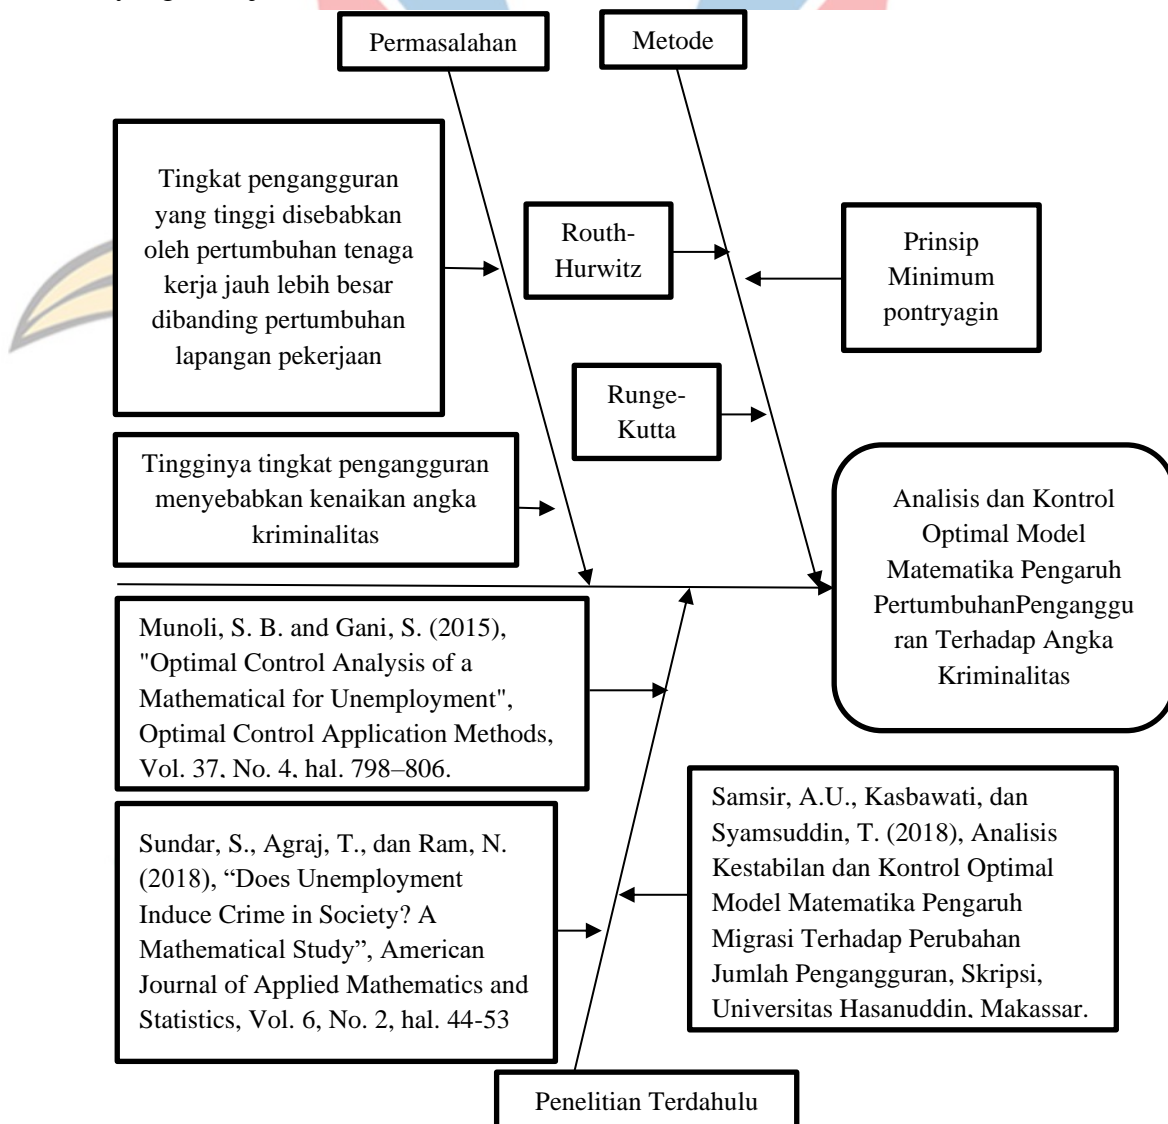 Permasalahan
Metode
Tingkat pengangguran
yang tinggi disebabkan
oleh pertumbuhan tenaga
kerja jauh lebih besar
dibanding pertumbuhan
lapangan pekerjaan
Routh-
Hurwitz
Prinsip
Minimum
pontryagin
Runge-
Kutta
Tingginya tingkat pengangguran
menyebabkan kenaikan angka
kriminalitas
Analisis dan Kontrol
Optimal Model
Matematika Pengaruh
PertumbuhanPenganggu
ran Terhadap Angka
Kriminalitas
Munoli, S. B. and Gani, S. (2015),
"Optimal Control Analysis of a
Mathematical for Unemployment",
Optimal Control Application Methods,
Vol. 37, No. 4, hal. 798–806.
Sundar, S., Agraj, T., dan Ram, N.
(2018), “Does Unemployment
Induce Crime in Society? A
Mathematical Study”, American
Journal of Applied Mathematics and
Statistics, Vol. 6, No. 2, hal. 44-53
Samsir, A.U., Kasbawati, dan
Syamsuddin, T. (2018), Analisis
Kestabilan dan Kontrol Optimal
Model Matematika Pengaruh
Migrasi Terhadap Perubahan
Jumlah Pengangguran, Skripsi,
Universitas Hasanuddin, Makassar.
Penelitian Terdahulu